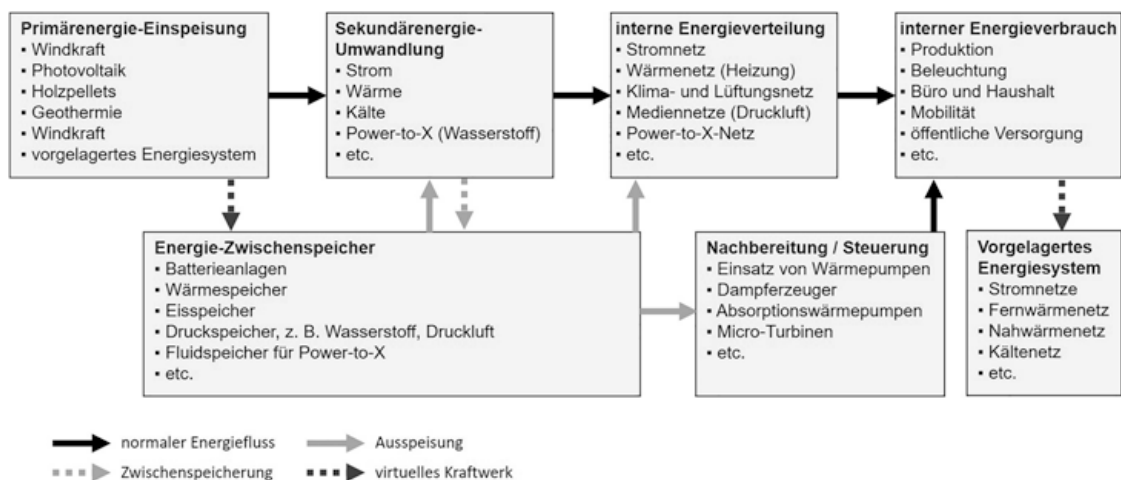 Primärenergie-Einspeisung
▪ Windkraft
▪ Photovoltaik
▪ Holzpellets
▪ Geothermie
▪ Windkraft
▪ vorgelagertes Energiesystem
Sekundärenergie-
Umwandlung
▪ Strom
▪ Wärme
▪ Kälte
▪ Power-to-X (Wasserstoff)
▪ etc.
interne Energieverteilung
▪ Stromnetz
▪ Wärmenetz (Heizung)
▪ Klima- und Lüftungsnetz
▪ Mediennetze (Druckluft)
▪ Power-to-X-Netz
▪ etc.
interner Energieverbrauch
▪ Produktion
▪ Beleuchtung
▪ Büro und Haushalt
▪ Mobilität
▪ öffentliche Versorgung
▪ etc.
Energie-Zwischenspeicher
▪ Batterieanlagen
▪ Wärmespeicher
▪ Eisspeicher
▪ Druckspeicher, z. B. Wasserstoff, Druckluft
▪ Fluidspeicher für Power-to-X
▪ etc.
Nachbereitung / Steuerung
▪ Einsatz von Wärmepumpen
▪ Dampferzeuger
▪ Absorptionswärmepumpen
▪ Micro-Turbinen
▪ etc.
Vorgelagertes
Energiesystem
▪ Stromnetze
▪ Fernwärmenetz
▪ Nahwärmenetz
▪ Kältenetz
▪ etc.
normaler Energiefluss
Ausspeisung
Zwischenspeicherung
virtuelles Kraftwerk